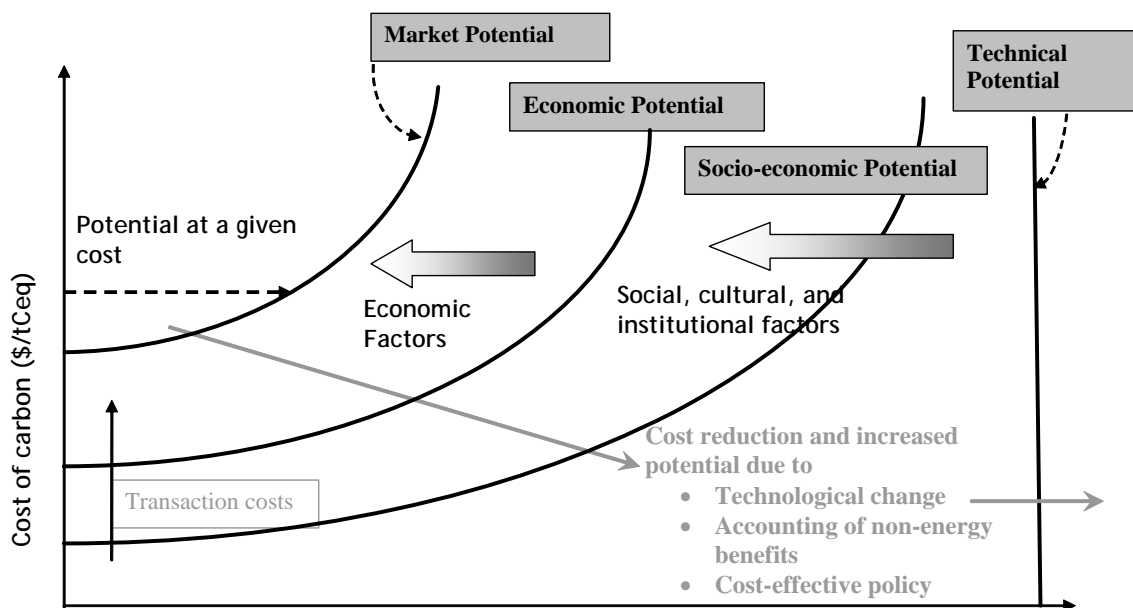 Market Potential
Technical
Potential
Economic Potential
Socio-economic Potential
Potential at a given
cost
Economic
Factors
Social, cultural, and
institutional factors
Cost of carbon ($/tCeq)
Cost reduction and increased
potential due to
• Technological change
• Accounting of non-energy
benefits
• Cost-effective policy
Transaction costs